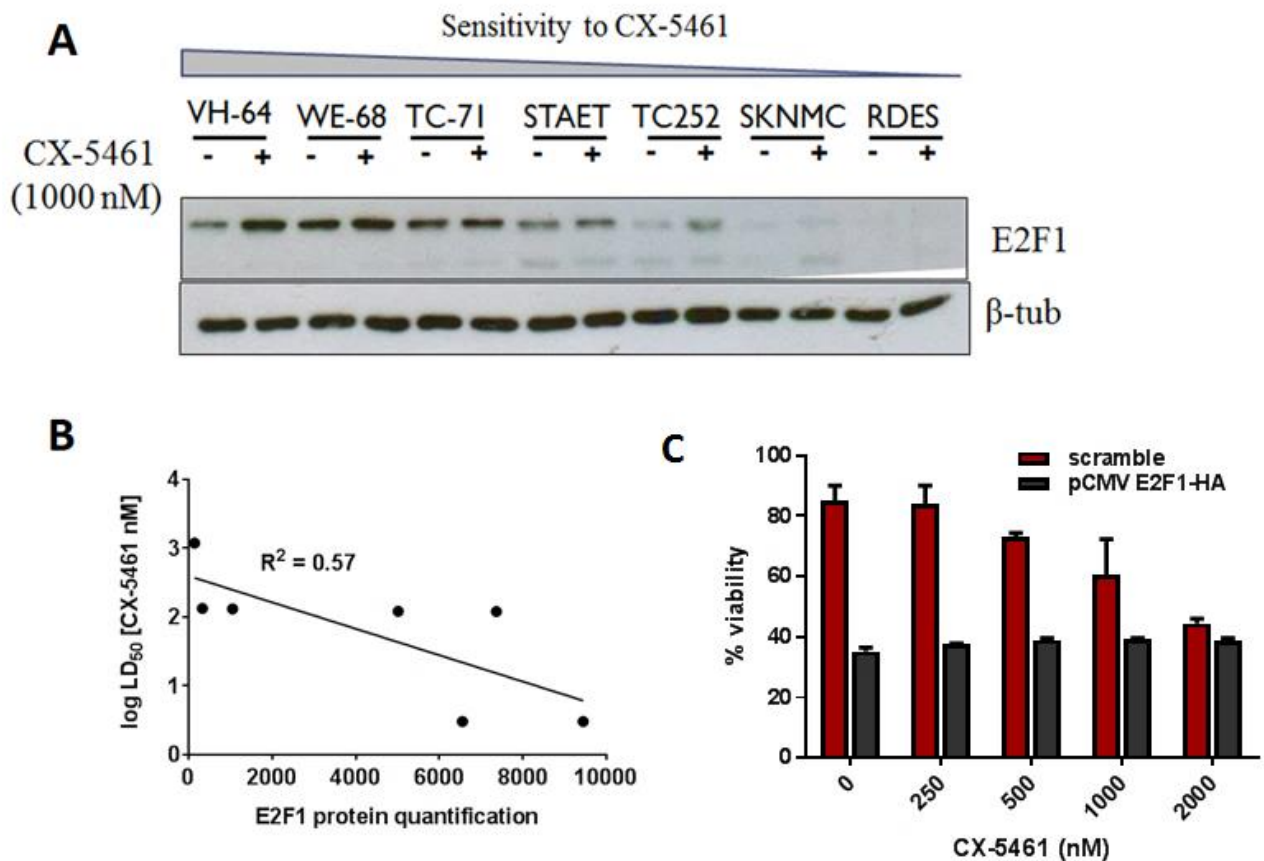 A
Sensitivity to CX-5461
VH-64 WE-68 TC-71 STAET TC252 SKNMC RDES
CX-5461 - + - + - + - + - + - + - +
(1000 nM)
E2F1
β-tub
B
log LD50 [CX-5461 nM]
4
3
2
1
0
R² = 0.57
0 2000 4000 6000 8000 10000
E2F1 protein quantification
C
scramble
pCMV E2F1-HA
% viability
100
80
60
40
20
0
0 250 500 1000 2000
CX-5461 (nM)